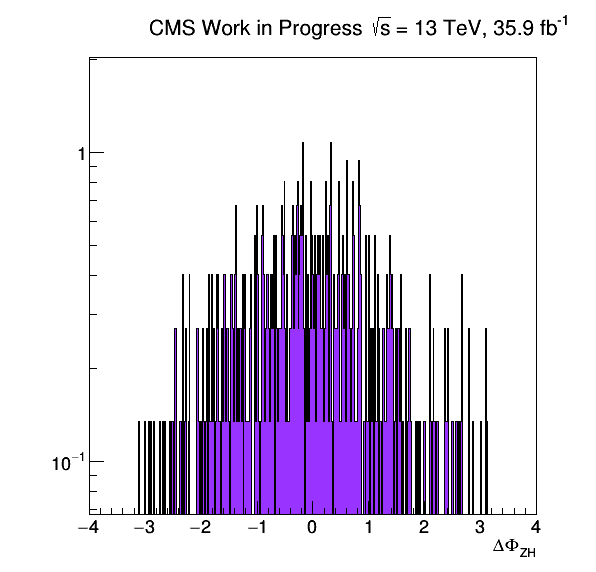 CMS Work in Progress √s = 13 TeV, 35.9 fb⁻¹
1
10⁻¹
−4 −3 −2 −1 0 1 2 3 4
ΔΦ_ZH